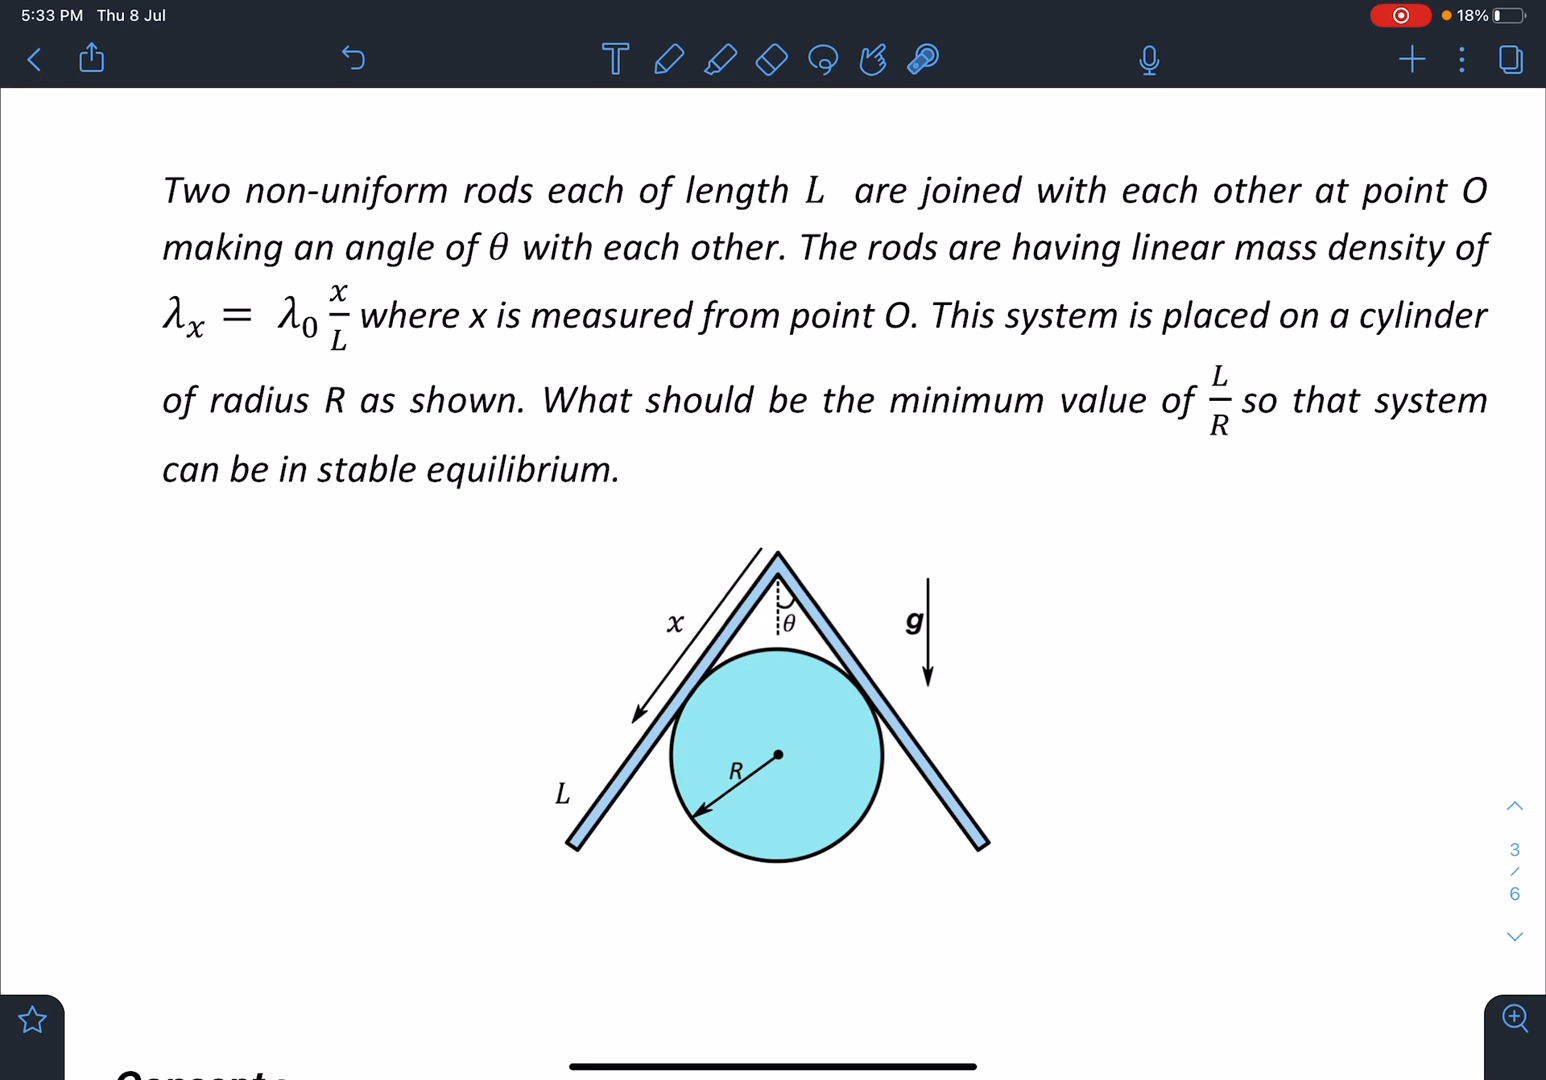 5:33 PM Thu 8 Jul
18%
Two non-uniform rods each of length L are joined with each other at point O
making an angle of θ with each other. The rods are having linear mass density of
λₓ = λ₀ x/L where x is measured from point O. This system is placed on a cylinder
of radius R as shown. What should be the minimum value of L/R so that system
can be in stable equilibrium.
x
θ
g
R
L
3
/
6
Concept :